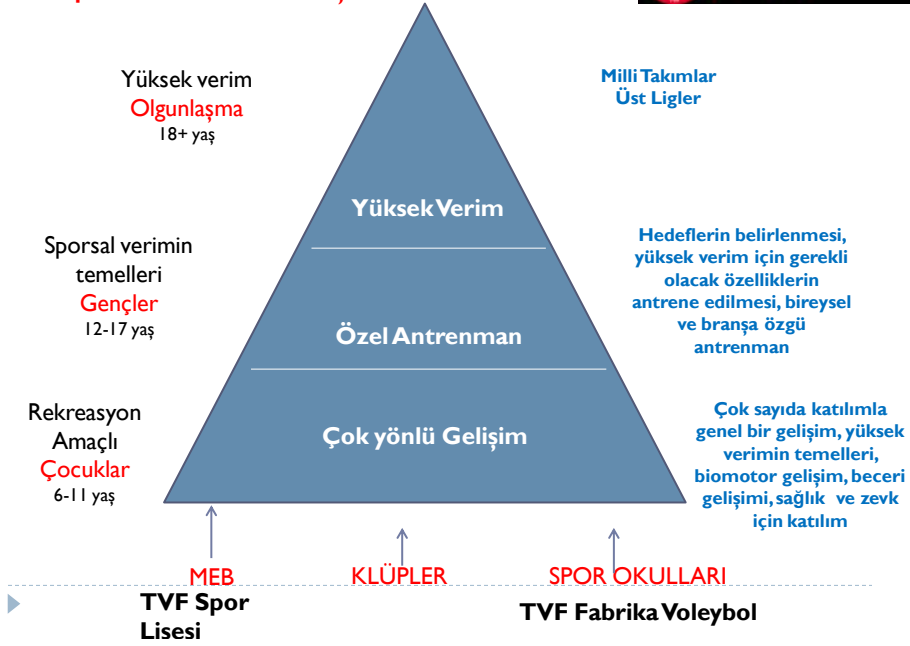 Yüksek verim
Olgunlaşma
18+ yaş
Milli Takımlar
Üst Ligler
Yüksek Verim
Sporsal verimin
temelleri
Gençler
12-17 yaş
Özel Antrenman
Hedeflerin belirlenmesi,
yüksek verim için gerekli
olacak özelliklerin
antrene edilmesi, bireysel
ve branşa özgü
antrenman
Rekreasyon
Amaçlı
Çocuklar
6-11 yaş
Çok yönlü Gelişim
Çok sayıda katılımla
genel bir gelişim, yüksek
verimin temelleri,
biomotor gelişim, beceri
gelişimi, sağlık ve zevk
için katılım
MEB
KLÜPLER
SPOR OKULLARI
TVF Spor
Lisesi
TVF Fabrika Voleybol